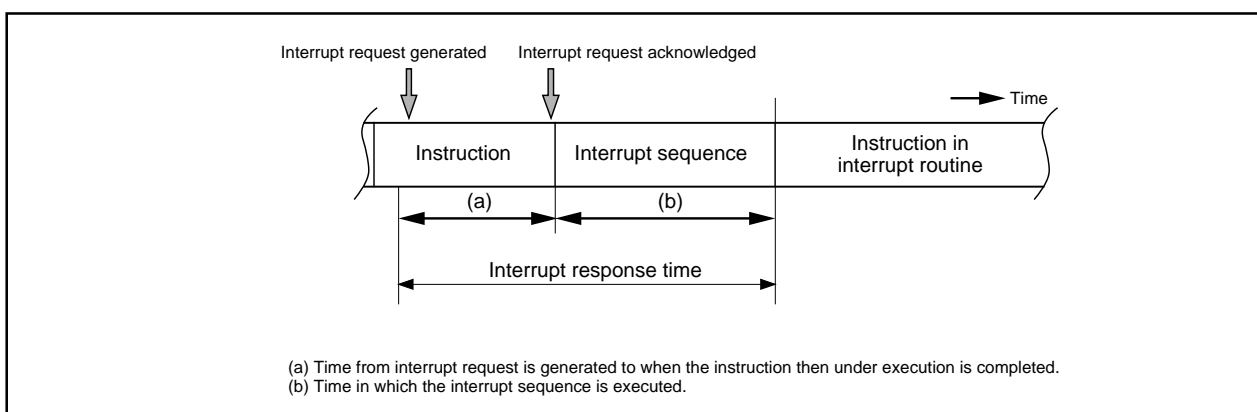 Interrupt request generated
Interrupt request acknowledged
Time
Instruction
Interrupt sequence
Instruction in
interrupt routine
(a)
(b)
Interrupt response time
(a) Time from interrupt request is generated to when the instruction then under execution is completed.
(b) Time in which the interrupt sequence is executed.